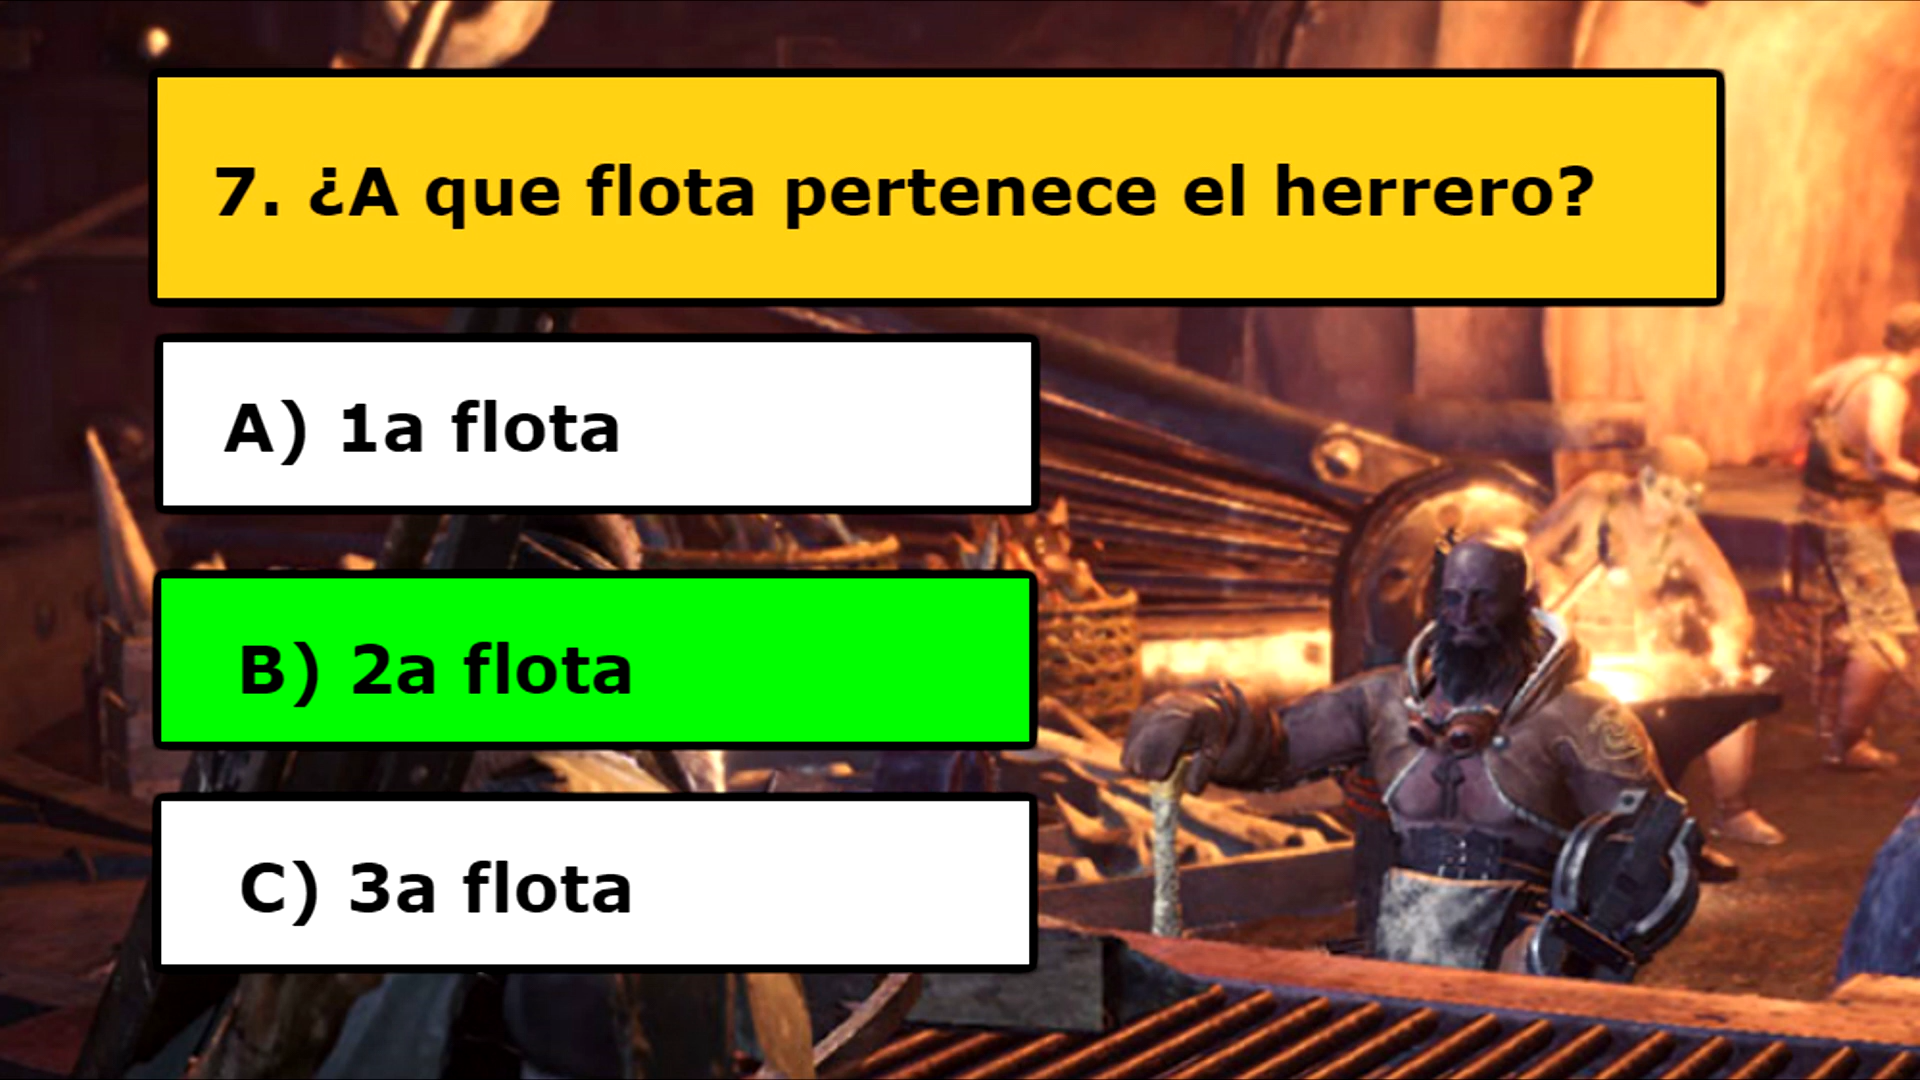 7. ¿A que flota pertenece el herrero?
A) 1a flota
B) 2a flota
C) 3a flota